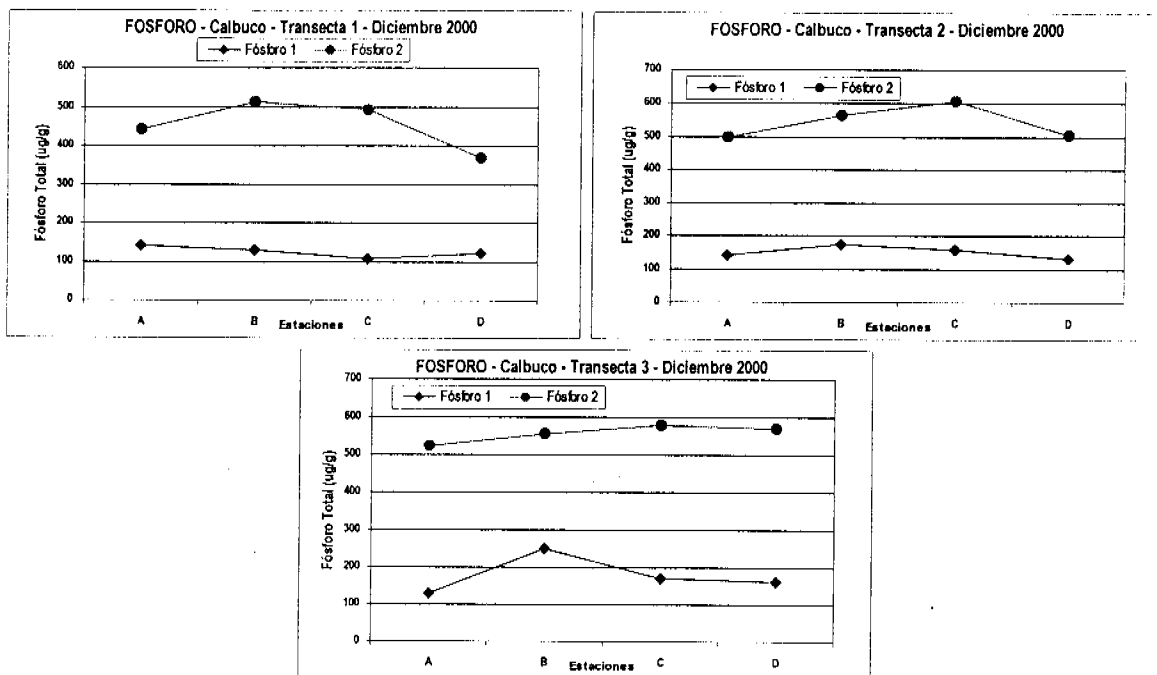 FOSFORO - Calbuco - Transecta 1 - Diciembre 2000
Fósforo 1 Fósforo 2
Fósforo Total (ug/g)
600
500
400
300
200
100
0
A B C D
Estaciones
FOSFORO - Calbuco - Transecta 2 - Diciembre 2000
Fósforo 1 Fósforo 2
Fósforo Total (ug/g)
700
600
500
400
300
200
100
0
A B C D
Estaciones
FOSFORO - Calbuco - Transecta 3 - Diciembre 2000
Fósforo 1 Fósforo 2
Fósforo Total (ug/g)
700
600
500
400
300
200
100
0
A B C D
Estaciones